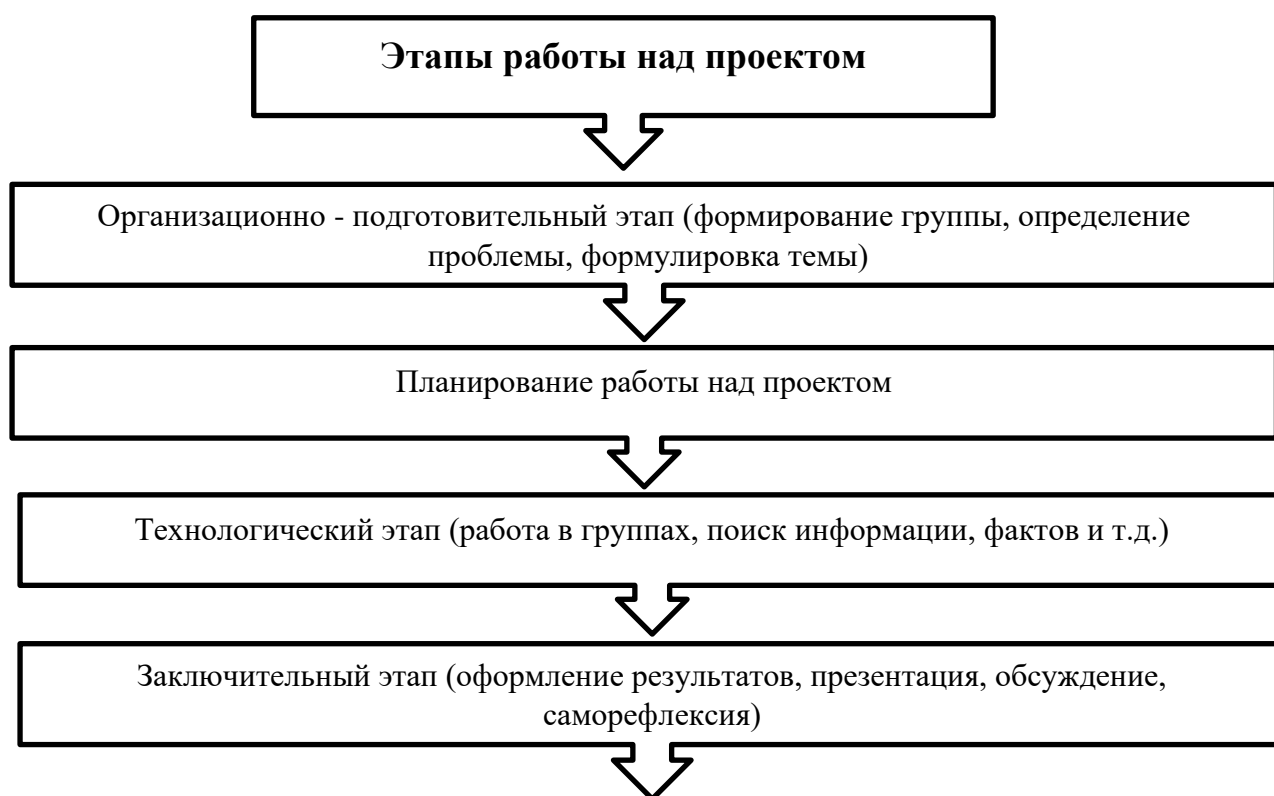 Этапы работы над проектом
Организационно - подготовительный этап (формирование группы, определение
проблемы, формулировка темы)
Планирование работы над проектом
Технологический этап (работа в группах, поиск информации, фактов и т.д.)
Заключительный этап (оформление результатов, презентация, обсуждение,
саморефлексия)